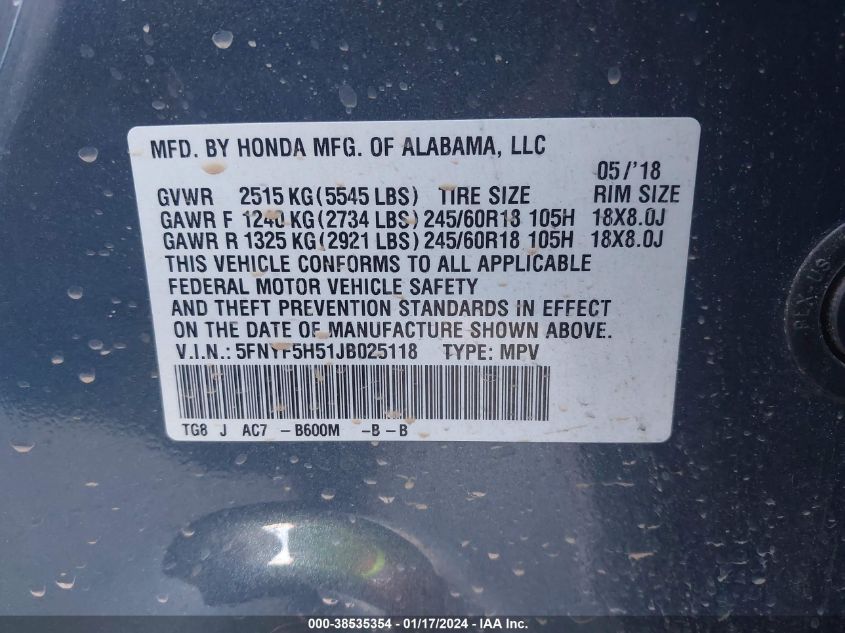 MFD. BY HONDA MFG. OF ALABAMA, LLC
05/'18
GVWR 2515 KG (5545 LBS) TIRE SIZE RIM SIZE
GAWR F 1240 KG (2734 LBS) 245/60R18 105H 18X8.0J
GAWR R 1325 KG (2921 LBS) 245/60R18 105H 18X8.0J
THIS VEHICLE CONFORMS TO ALL APPLICABLE
FEDERAL MOTOR VEHICLE SAFETY
AND THEFT PREVENTION STANDARDS IN EFFECT
ON THE DATE OF MANUFACTURE SHOWN ABOVE.
V.I.N.: 5FNYF5H51JB025118 TYPE: MPV
TG8 J AC7 -B600M -B -B
000-38535354 - 01/17/2024 - IAA Inc.